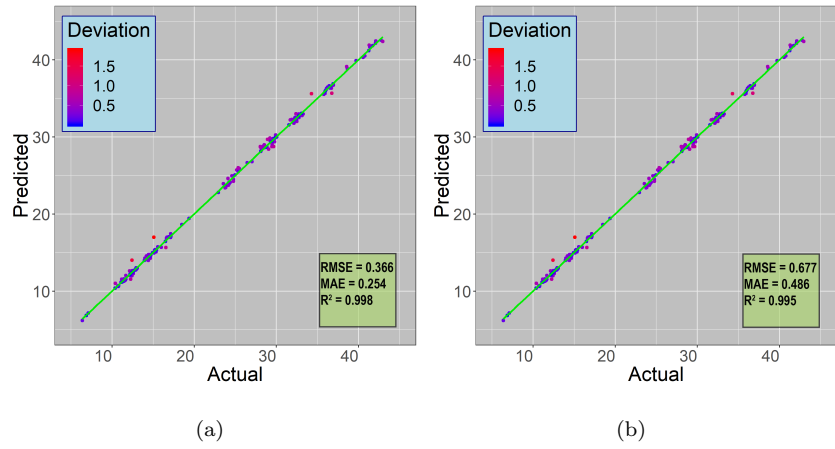 Deviation
1.5
1.0
0.5
40
30
20
10
Predicted
RMSE = 0.366
MAE = 0.254
R² = 0.998
10 20 30 40
Actual
(a)
Deviation
1.5
1.0
0.5
40
30
20
10
Predicted
RMSE = 0.677
MAE = 0.486
R² = 0.995
10 20 30 40
Actual
(b)